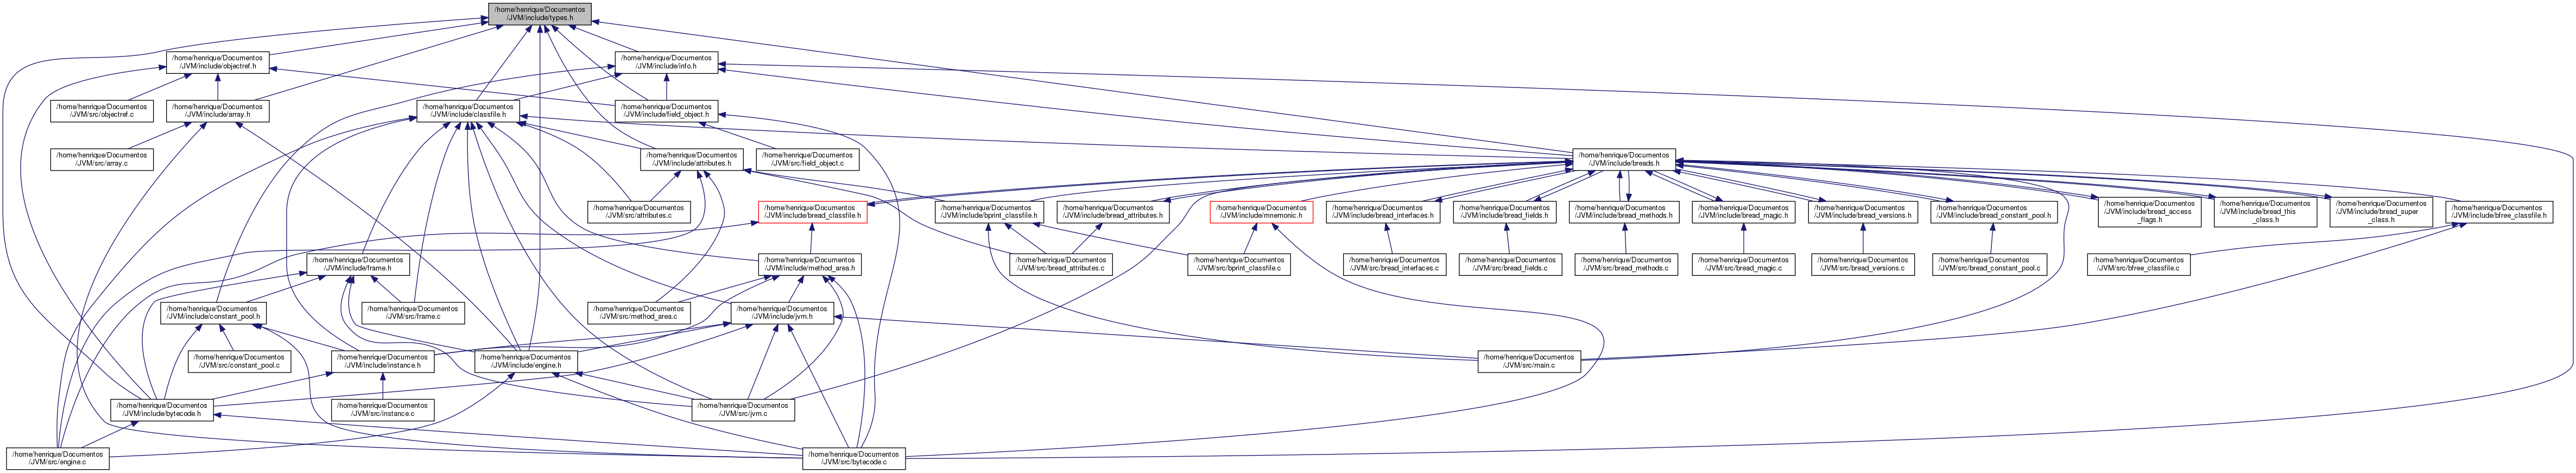 /home/henrique/Documentos
/JVM/include/types.h
/home/henrique/Documentos
/JVM/include/objectref.h
/home/henrique/Documentos
/JVM/include/info.h
/home/henrique/Documentos
/JVM/src/objectref.c
/home/henrique/Documentos
/JVM/include/array.h
/home/henrique/Documentos
/JVM/include/classfile.h
/home/henrique/Documentos
/JVM/include/field_object.h
/home/henrique/Documentos
/JVM/src/array.c
/home/henrique/Documentos
/JVM/include/attributes.h
/home/henrique/Documentos
/JVM/src/field_object.c
/home/henrique/Documentos
/JVM/include/breads.h
/home/henrique/Documentos
/JVM/src/attributes.c
/home/henrique/Documentos
/JVM/include/bread_classfile.h
/home/henrique/Documentos
/JVM/include/bprint_classfile.h
/home/henrique/Documentos
/JVM/include/bread_attributes.h
/home/henrique/Documentos
/JVM/include/mnemonic.h
/home/henrique/Documentos
/JVM/include/bread_interfaces.h
/home/henrique/Documentos
/JVM/include/bread_fields.h
/home/henrique/Documentos
/JVM/include/bread_methods.h
/home/henrique/Documentos
/JVM/include/bread_magic.h
/home/henrique/Documentos
/JVM/include/bread_versions.h
/home/henrique/Documentos
/JVM/include/bread_constant_pool.h
/home/henrique/Documentos
/JVM/include/bread_access
_flags.h
/home/henrique/Documentos
/JVM/include/bread_this
_class.h
/home/henrique/Documentos
/JVM/include/bread_super
_class.h
/home/henrique/Documentos
/JVM/include/bfree_classfile.h
/home/henrique/Documentos
/JVM/include/frame.h
/home/henrique/Documentos
/JVM/include/method_area.h
/home/henrique/Documentos
/JVM/src/bread_attributes.c
/home/henrique/Documentos
/JVM/src/bprint_classfile.c
/home/henrique/Documentos
/JVM/src/bread_interfaces.c
/home/henrique/Documentos
/JVM/src/bread_fields.c
/home/henrique/Documentos
/JVM/src/bread_methods.c
/home/henrique/Documentos
/JVM/src/bread_magic.c
/home/henrique/Documentos
/JVM/src/bread_versions.c
/home/henrique/Documentos
/JVM/src/bread_constant_pool.c
/home/henrique/Documentos
/JVM/src/bfree_classfile.c
/home/henrique/Documentos
/JVM/include/constant_pool.h
/home/henrique/Documentos
/JVM/src/frame.c
/home/henrique/Documentos
/JVM/src/method_area.c
/home/henrique/Documentos
/JVM/include/jvm.h
/home/henrique/Documentos
/JVM/src/constant_pool.c
/home/henrique/Documentos
/JVM/include/instance.h
/home/henrique/Documentos
/JVM/include/engine.h
/home/henrique/Documentos
/JVM/src/main.c
/home/henrique/Documentos
/JVM/include/bytecode.h
/home/henrique/Documentos
/JVM/src/instance.c
/home/henrique/Documentos
/JVM/src/jvm.c
/home/henrique/Documentos
/JVM/src/engine.c
/home/henrique/Documentos
/JVM/src/bytecode.c